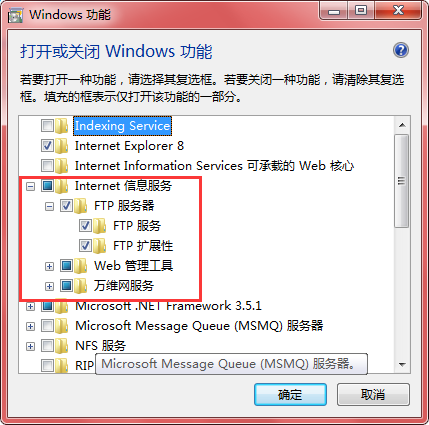 Windows 功能
打开或关闭 Windows 功能
若要打开一种功能，请选择其复选框。若要关闭一种功能，请清除其复选
框。填充的框表示仅打开该功能的一部分。
Indexing Service
Internet Explorer 8
Internet Information Services 可承载的 Web 核心
Internet 信息服务
FTP 服务器
FTP 服务
FTP 扩展性
Web 管理工具
万维网服务
Microsoft .NET Framework 3.5.1
Microsoft Message Queue (MSMQ) 服务器
NFS 服务
RIP
Microsoft Message Queue (MSMQ) 服务器。
确定
取消